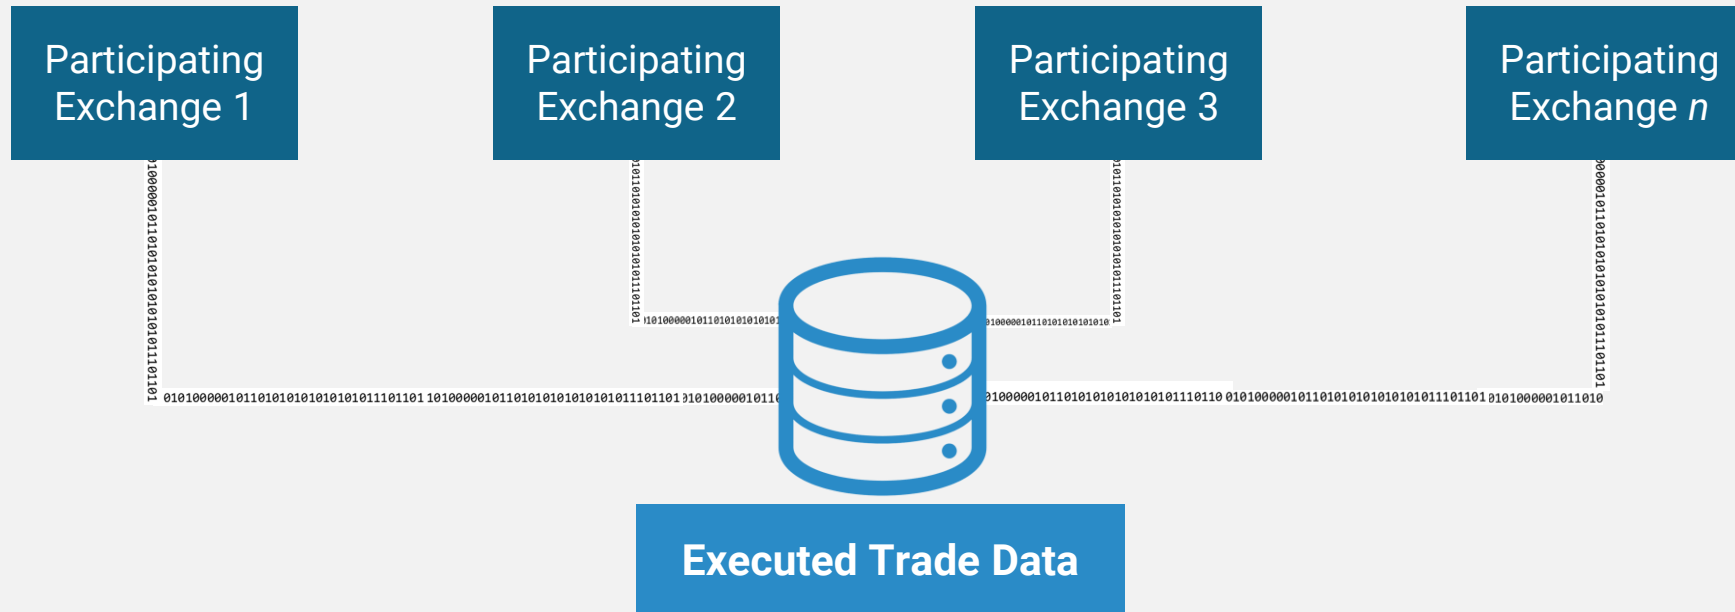 Participating
Exchange 1
Participating
Exchange 2
Participating
Exchange 3
Participating
Exchange n
Executed Trade Data